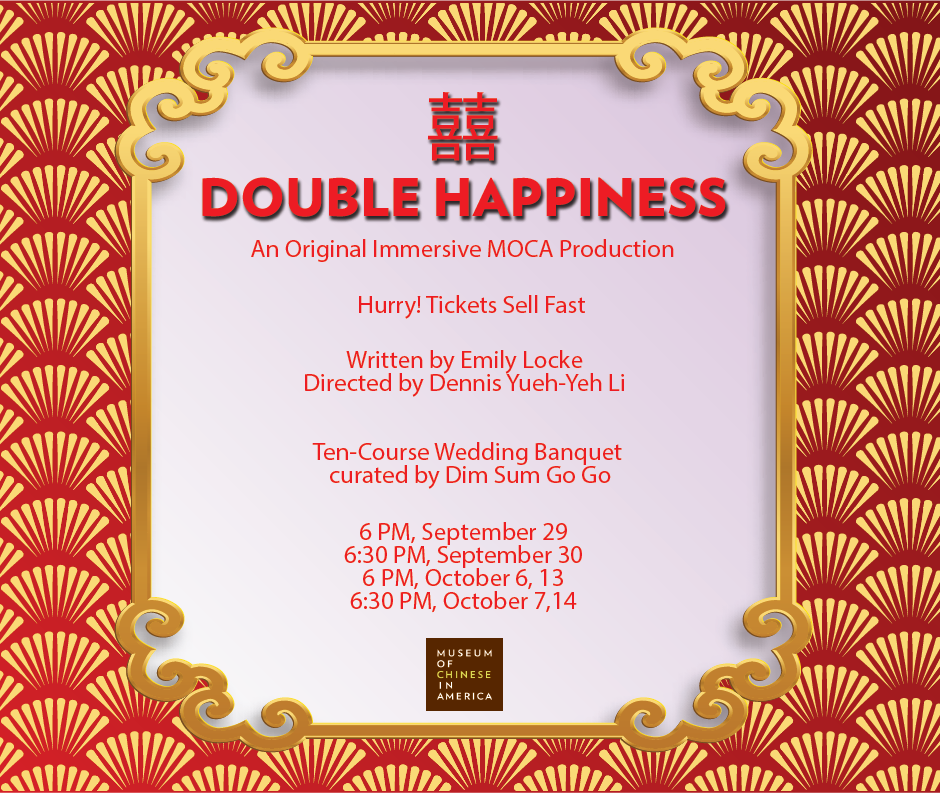 囍
DOUBLE HAPPINESS
An Original Immersive MOCA Production
Hurry! Tickets Sell Fast
Written by Emily Locke
Directed by Dennis Yueh-Yeh Li
Ten-Course Wedding Banquet
curated by Dim Sum Go Go
6 PM, September 29
6:30 PM, September 30
6 PM, October 6, 13
6:30 PM, October 7,14
MUSEUM
OF
CHINESE
IN
AMERICA